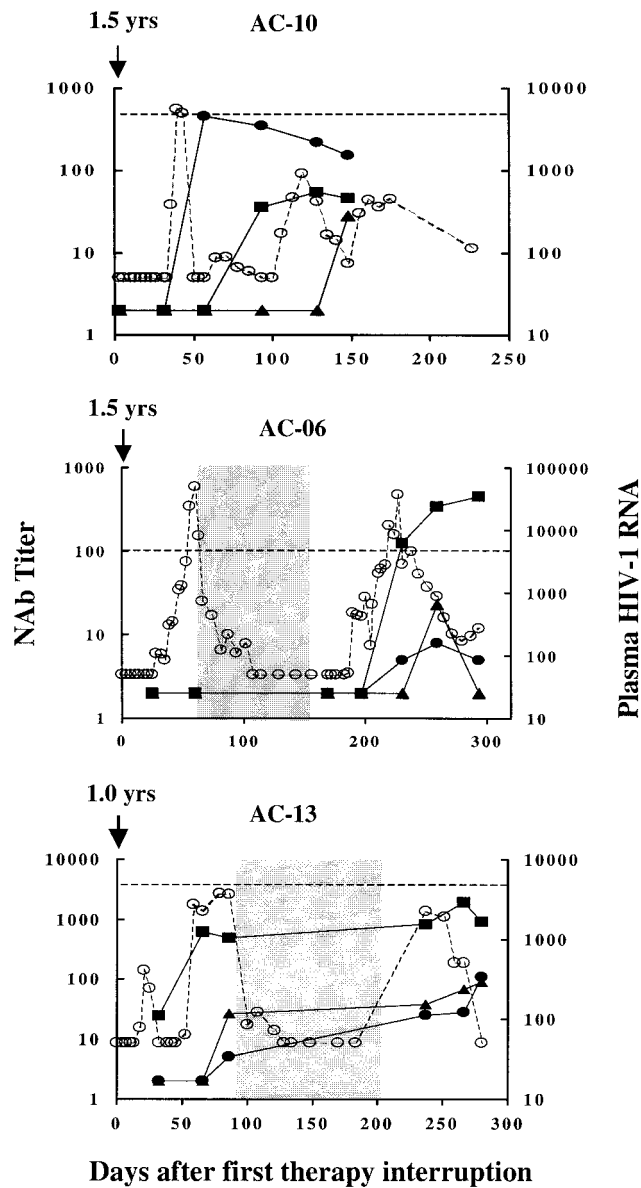 1.5 yrs
AC-10
1000
100
10
1
10000
1000
100
10
0 50 100 150 200 250
1.5 yrs
AC-06
1000
100
10
1
100000
10000
1000
100
10
0 100 200 300
NAb Titer
Plasma HIV-1 RNA
1.0 yrs
AC-13
10000
1000
100
10
1
10000
1000
100
10
0 50 100 150 200 250 300
Days after first therapy interruption